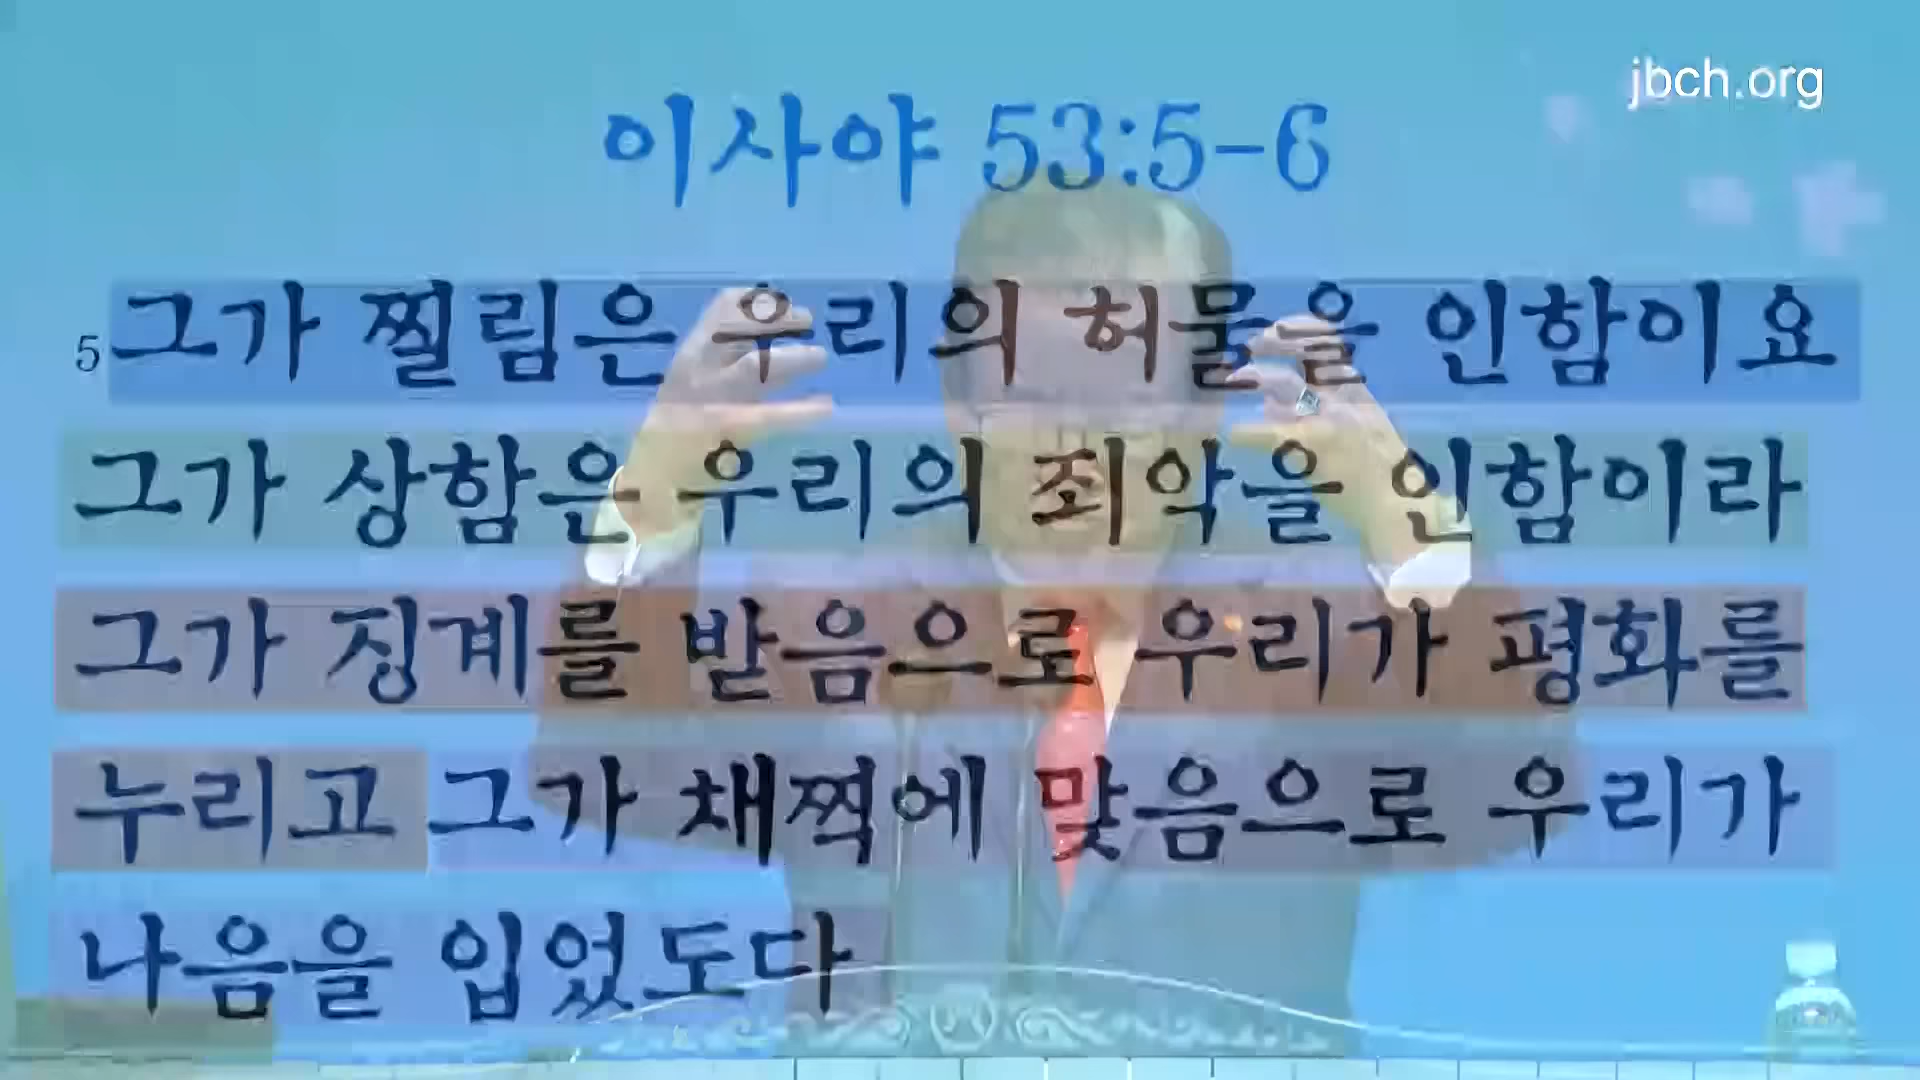 jbch.org
이사야 53:5-6
5 그가 찔림은 우리의 허물을 인함이요
그가 상함은 우리의 죄악을 인함이라
그가 징계를 받음으로 우리가 평화를
누리고 그가 채찍에 맞음으로 우리가
나음을 입었도다